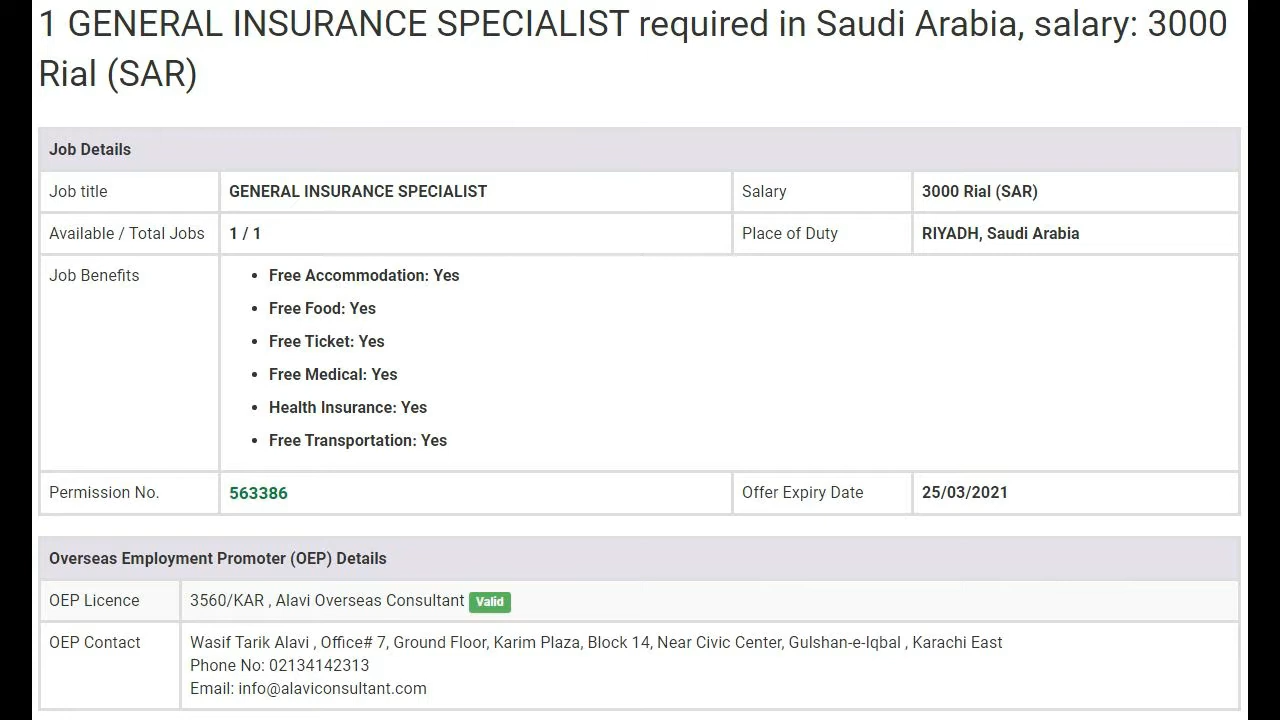 1 GENERAL INSURANCE SPECIALIST required in Saudi Arabia, salary: 3000
Rial (SAR)
Job Details
Job title GENERAL INSURANCE SPECIALIST Salary 3000 Rial (SAR)
Available / Total Jobs 1 / 1 Place of Duty RIYADH, Saudi Arabia
Job Benefits
• Free Accommodation: Yes
• Free Food: Yes
• Free Ticket: Yes
• Free Medical: Yes
• Health Insurance: Yes
• Free Transportation: Yes
Permission No. 563386 Offer Expiry Date 25/03/2021
Overseas Employment Promoter (OEP) Details
OEP Licence 3560/KAR , Alavi Overseas Consultant Valid
OEP Contact Wasif Tarik Alavi , Office# 7, Ground Floor, Karim Plaza, Block 14, Near Civic Center, Gulshan-e-Iqbal , Karachi East
Phone No: 02134142313
Email: info@alaviconsultant.com